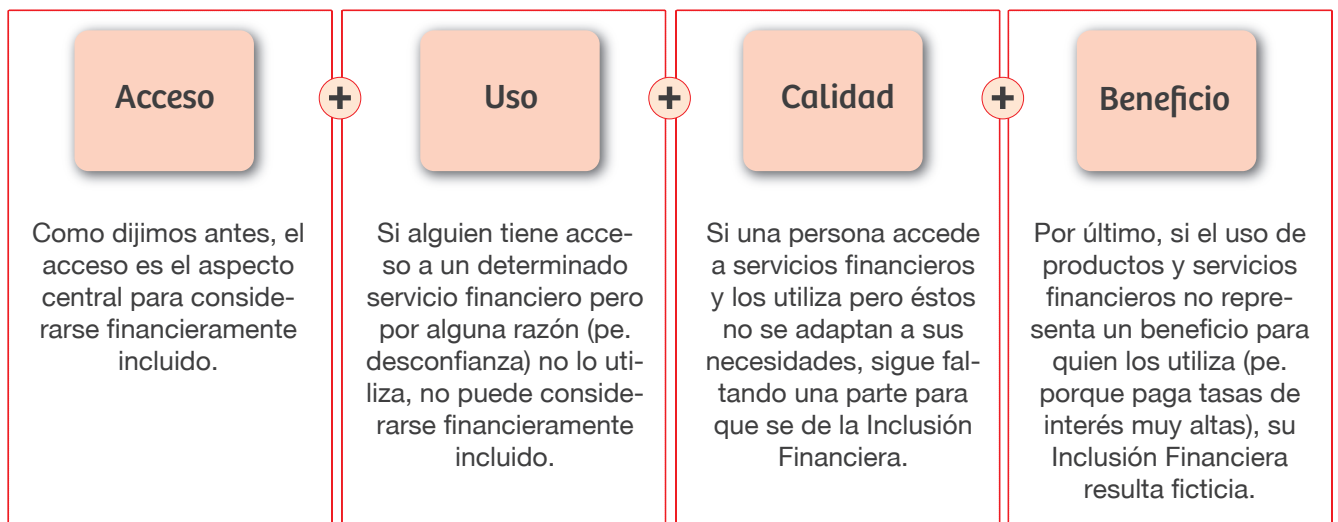 Acceso
+
Uso
+
Calidad
+
Beneficio
Como dijimos antes, el
acceso es el aspecto
central para conside-
rarse financieramente
incluido.
Si alguien tiene acce-
so a un determinado
servicio financiero pero
por alguna razón (pe.
desconfianza) no lo uti-
liza, no puede conside-
rarse financieramente
incluido.
Si una persona accede
a servicios financieros
y los utiliza pero éstos
no se adaptan a sus
necesidades, sigue fal-
tando una parte para
que se de la Inclusión
Financiera.
Por último, si el uso de
productos y servicios
financieros no repre-
senta un beneficio para
quien los utiliza (pe.
porque paga tasas de
interés muy altas), su
Inclusión Financiera
resulta ficticia.